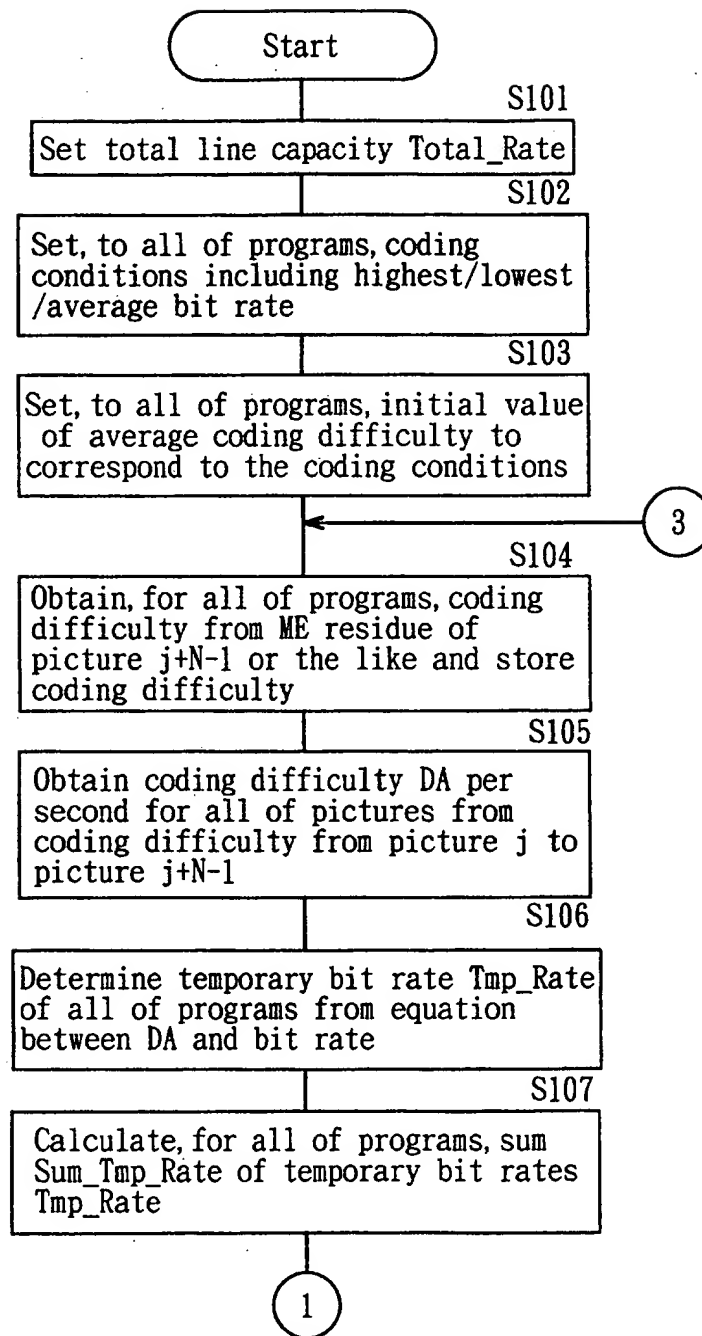 Start
S101
Set total line capacity Total_Rate
S102
Set, to all of programs, coding
conditions including highest/lowest
/average bit rate
S103
Set, to all of programs, initial value
of average coding difficulty to
correspond to the coding conditions
3
S104
Obtain, for all of programs, coding
difficulty from ME residue of
picture j+N-1 or the like and store
coding difficulty
S105
Obtain coding difficulty DA per
second for all of pictures from
coding difficulty from picture j to
picture j+N-1
S106
Determine temporary bit rate Tmp_Rate
of all of programs from equation
between DA and bit rate
S107
Calculate, for all of programs, sum
Sum_Tmp_Rate of temporary bit rates
Tmp_Rate
1